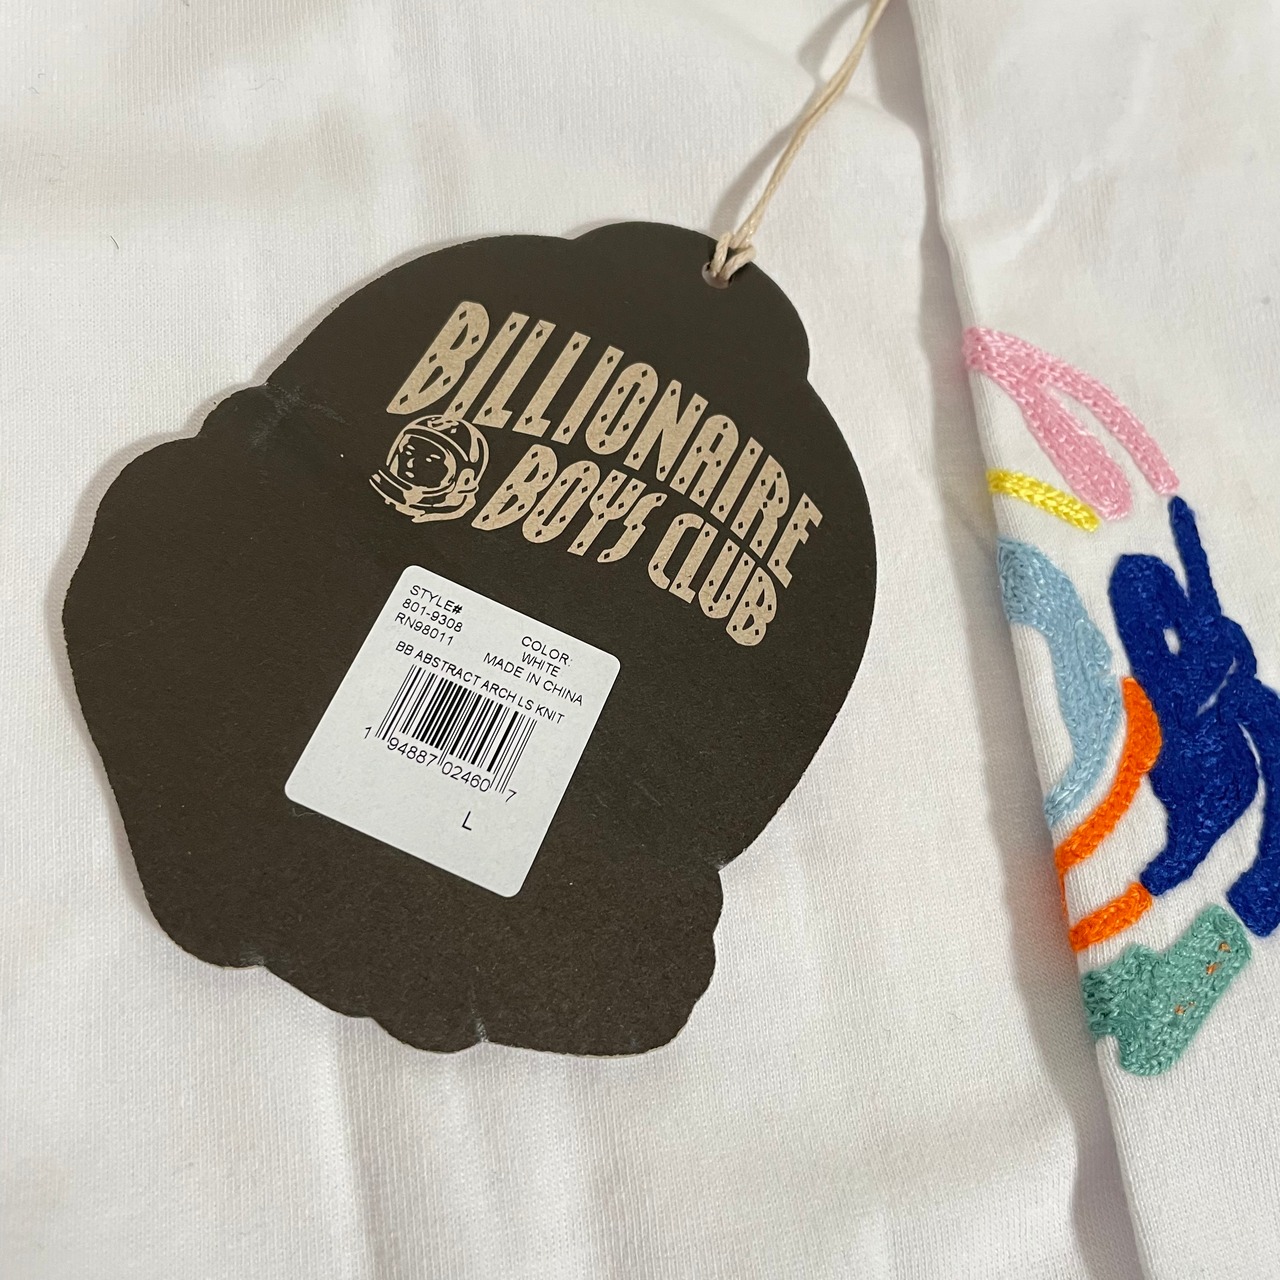 BILLIONAIRE
BOYS CLUB
STYLE#
801-9308
RN98011
COLOR:
WHITE
MADE IN CHINA
BB ABSTRACT ARCH LS KNIT
1 94887 02460 7
L